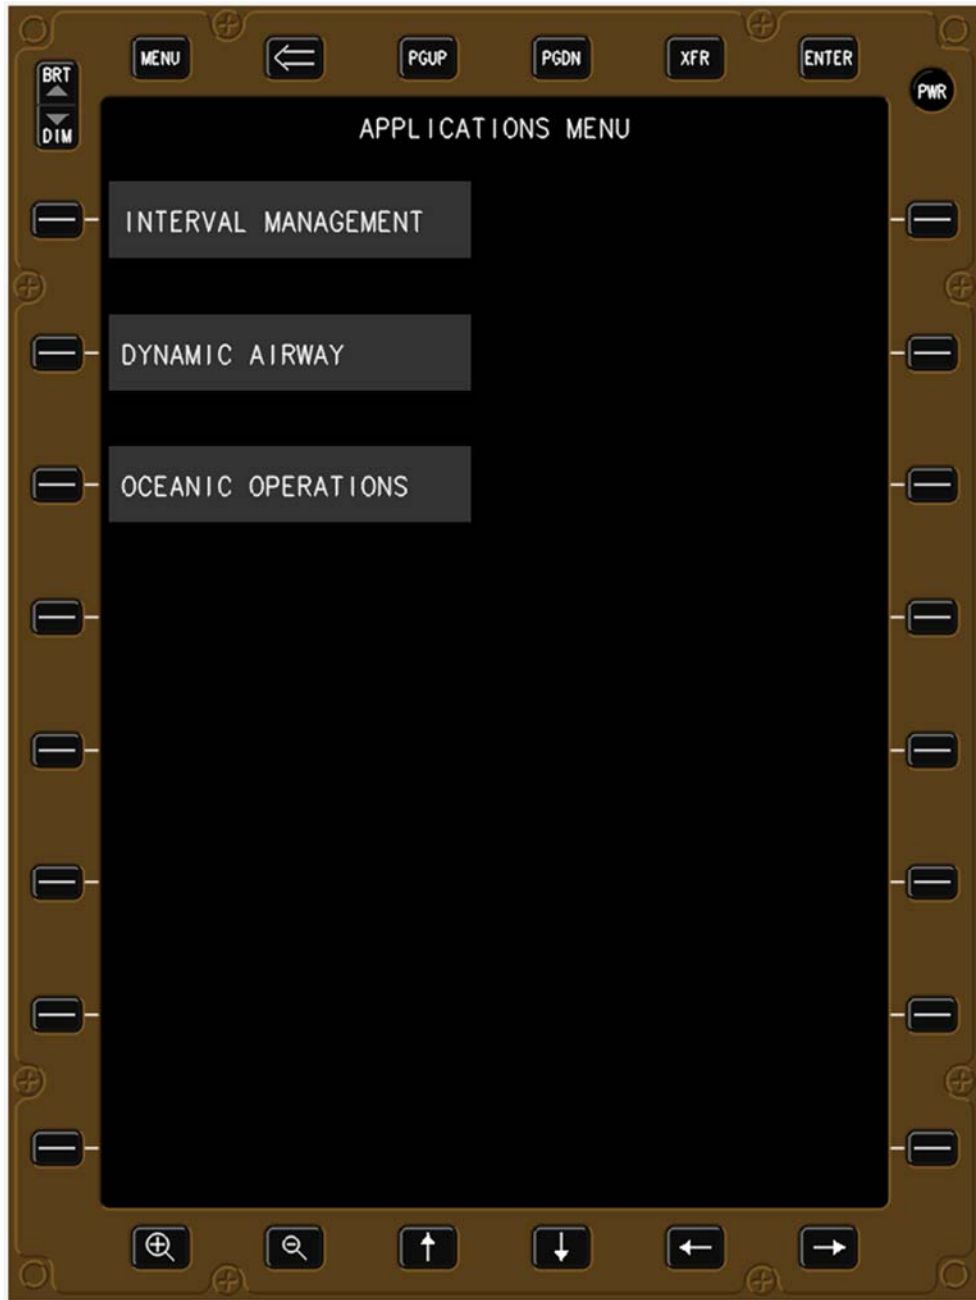 MENU
PGUP
PGDN
XFR
ENTER
BRT
DIM
PWR
APPLICATIONS MENU
INTERVAL MANAGEMENT
DYNAMIC AIRWAY
OCEANIC OPERATIONS